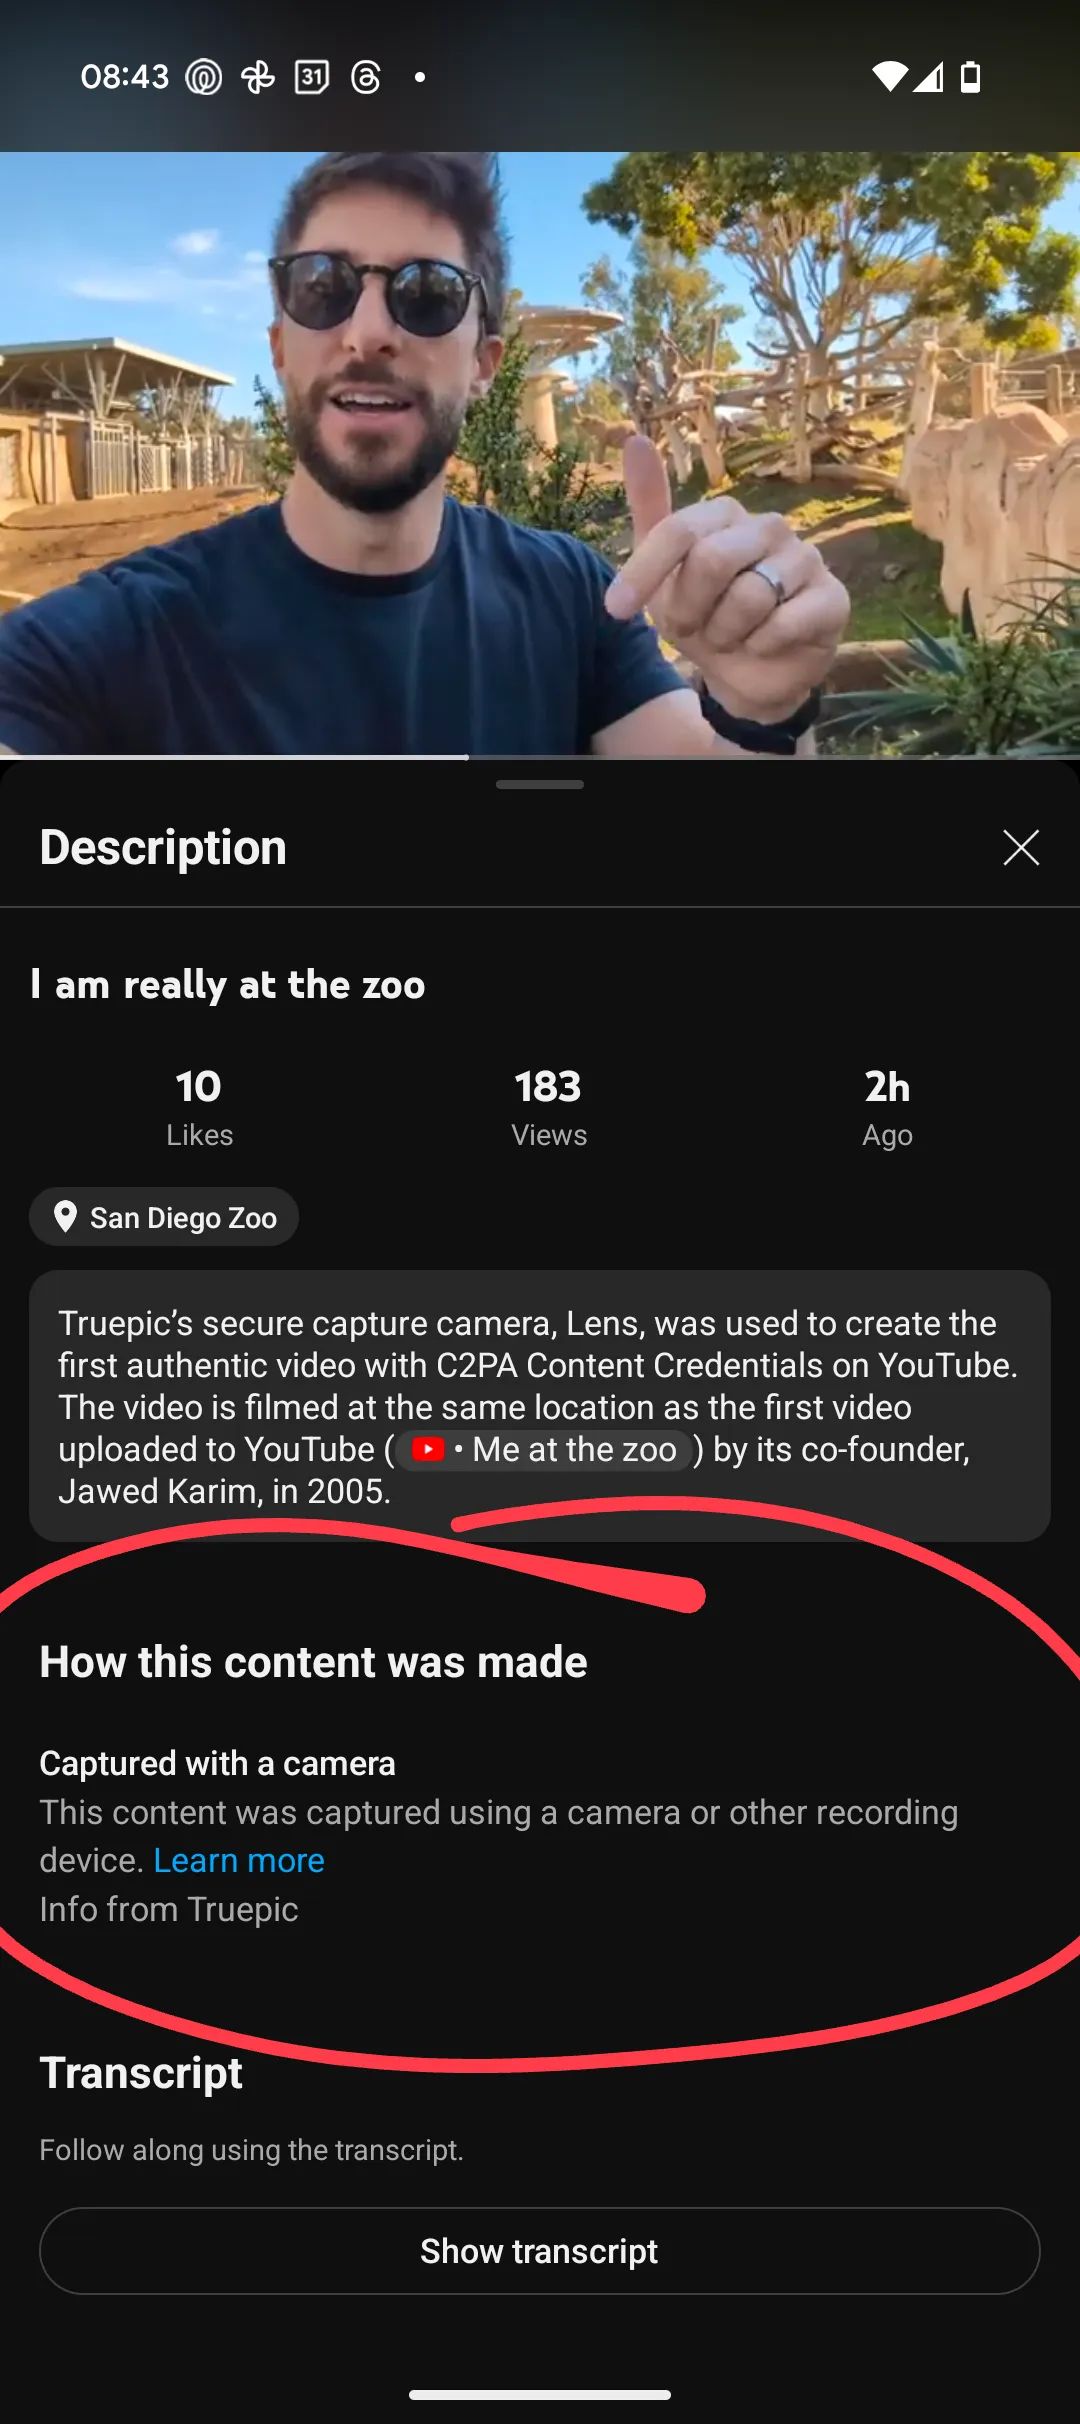 08:43
31
Description
I am really at the zoo
10
183
2h
Likes
Views
Ago
San Diego Zoo
Truepic’s secure capture camera, Lens, was used to create the
first authentic video with C2PA Content Credentials on YouTube.
The video is filmed at the same location as the first video
uploaded to YouTube ( • Me at the zoo ) by its co-founder,
Jawed Karim, in 2005.
How this content was made
Captured with a camera
This content was captured using a camera or other recording
device. Learn more
Info from Truepic
Transcript
Follow along using the transcript.
Show transcript